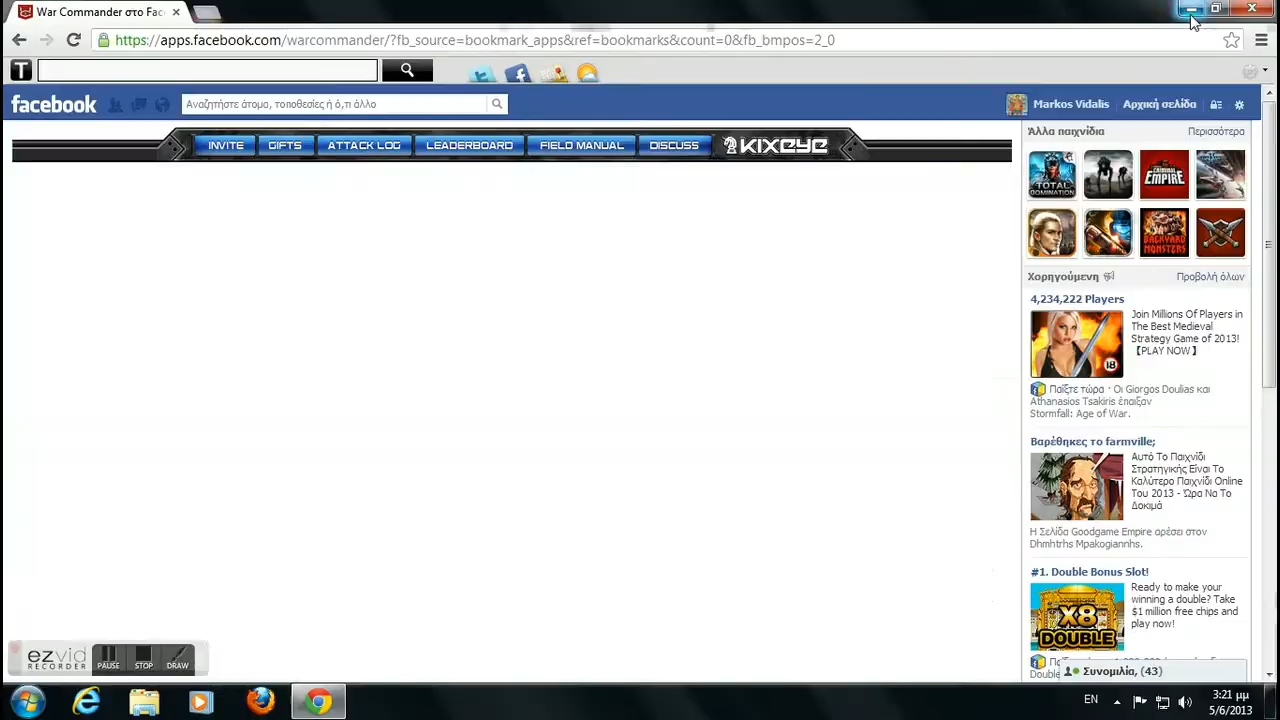 War Commander στο Fac
https://apps.facebook.com/warcommander/?fb_source=bookmark_apps&ref=bookmarks&count=0&fb_bmpos=2_0
T
facebook
Αναζητήστε άτομα, τοποθεσίες ή ό,τι άλλο
Markos Vidalis
Αρχική σελίδα
INVITE
GIFTS
ATTACK LOG
LEADERBOARD
FIELD MANUAL
DISCUSS
KIXEYE
Άλλα παιχνίδια
Περισσότερα
TOTAL DOMINATION
CRIMINAL EMPIRE
BACKYARD MONSTERS
Χορηγούμενη
Προβολή όλων
4,234,222 Players
Join Millions Of Players in
The Best Medieval
Strategy Game of 2013!
【PLAY NOW】
18
Παίξτε τώρα · Οι Giorgos Doulias και
Athanasios Tsakiris έπαιξαν
Stormfall: Age of War.
Βαρέθηκες το farmville;
Αυτό Το Παιχνίδι
Στρατηγικής Είναι Το
Καλύτερο Παιχνίδι Online
Του 2013 - Ώρα Να Το
Δοκιμά
Η Σελίδα Goodgame Empire αρέσει στον
Dhmhtrhs Mpakogiannhs.
#1. Double Bonus Slot!
Ready to make your
winning a double? Take
$1 million free chips and
play now!
X8
DOUBLE
Double
Συνομιλία, (43)
ezvid
RECORDER
PAUSE
STOP
DRAW
EN
3:21 μμ
5/6/2013